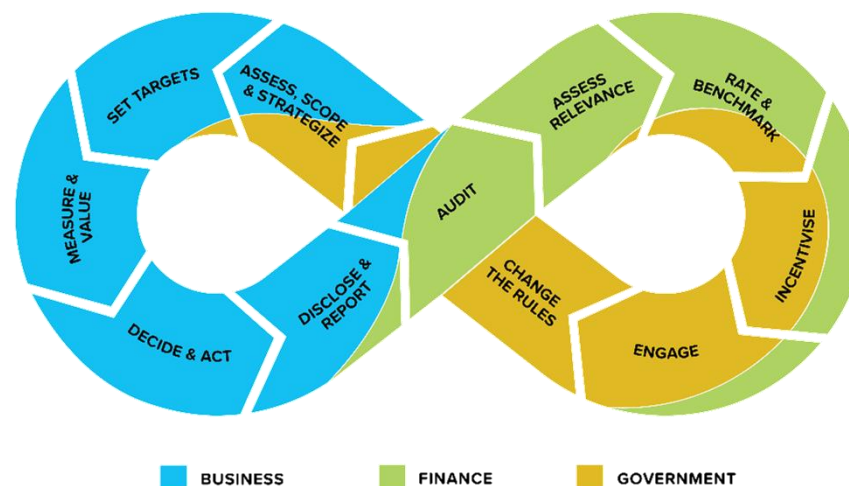 ASSESS, SCOPE
& STRATEGIZE
SET TARGETS
MEASURE &
VALUE
DECIDE & ACT
DISCLOSE &
REPORT
AUDIT
ASSESS
RELEVANCE
RATE &
BENCHMARK
INCENTIVISE
ENGAGE
CHANGE
THE RULES
BUSINESS
FINANCE
GOVERNMENT